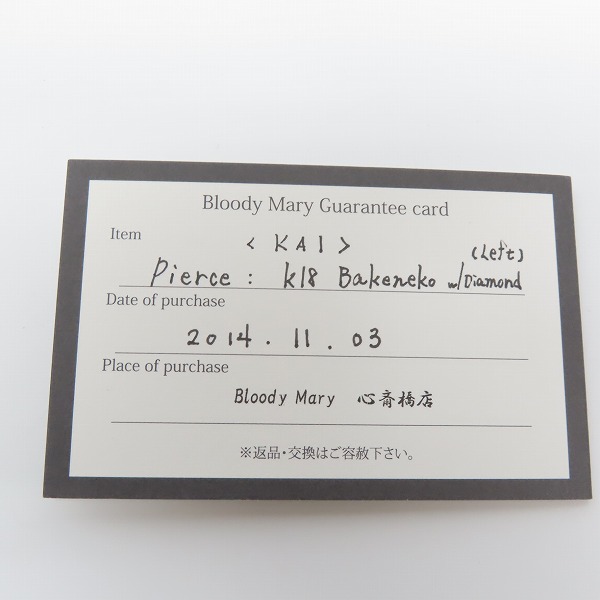 Bloody Mary Guarantee card
Item
< KAI >
(Left)
Pierce : k18 Bakeneko w/Diamond
Date of purchase
2014 . 11 . 03
Place of purchase
Bloody Mary 心斎橋店
※返品・交換はご容赦下さい。